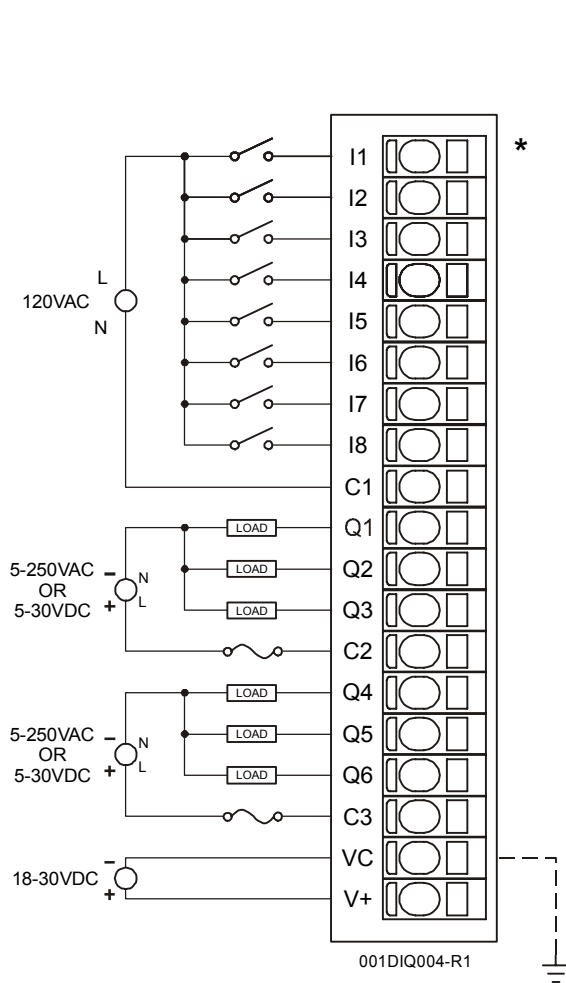 *
I1
I2
I3
L
I4
120VAC
I5
N
I6
I7
I8
C1
Q1
LOAD
5-250VAC
OR
5-30VDC
−
+
N
L
Q2
LOAD
Q3
LOAD
C2
Q4
LOAD
5-250VAC
OR
5-30VDC
−
+
N
L
Q5
LOAD
Q6
LOAD
C3
VC
18-30VDC
−
+
V+
001DIQ004-R1